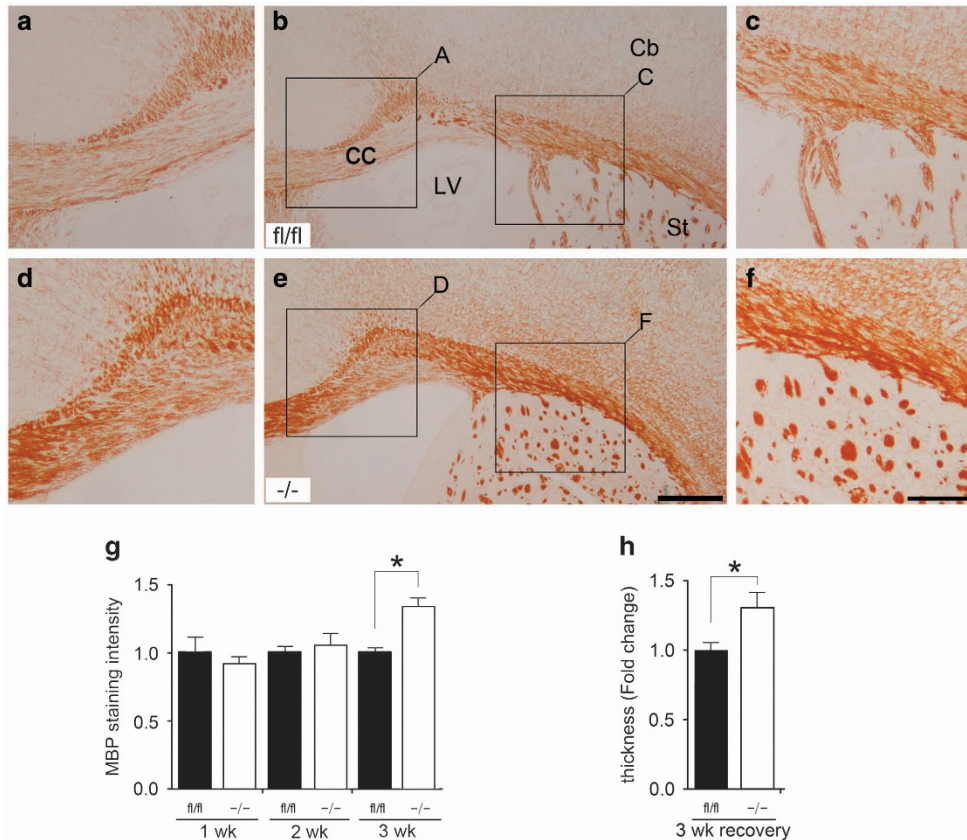 a
b
c
A
Cb
C
CC
LV
St
fl/fl
d
e
f
D
F
-/-
g
*
MBP staining intensity
1.5
1.0
0.5
0.0
fl/fl -/- fl/fl -/- fl/fl -/-
1 wk 2 wk 3 wk
h
*
thickness (Fold change)
1.5
1.0
0.5
0.0
fl/fl -/-
3 wk recovery